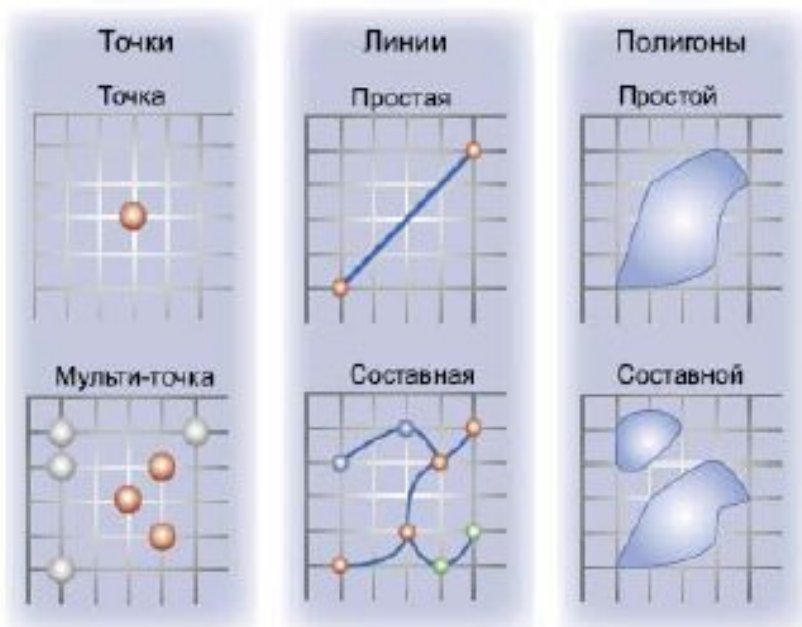 Точки
Линии
Полигоны
Точка
Простая
Простой
Мульти-точка
Составная
Составной